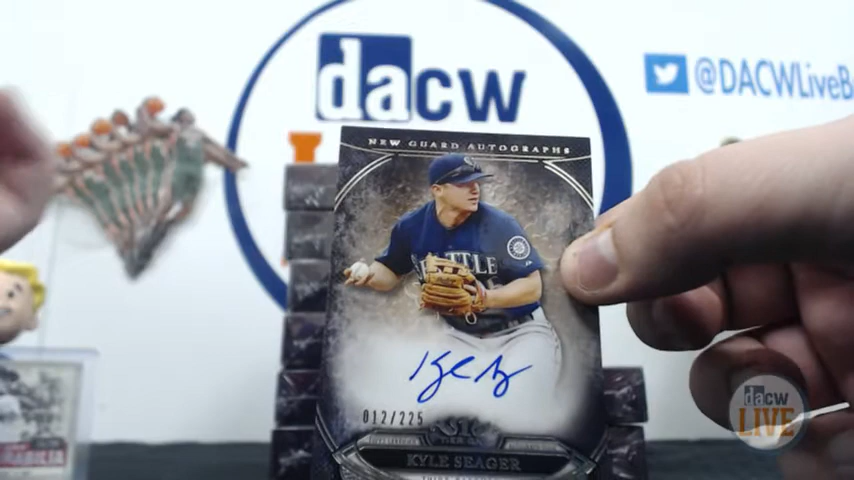 dacw
@DACWLiveB
NEW GUARD AUTOGRAPHS
SEATTLE
012/225
KYLE SEAGER
dacw
LIVE